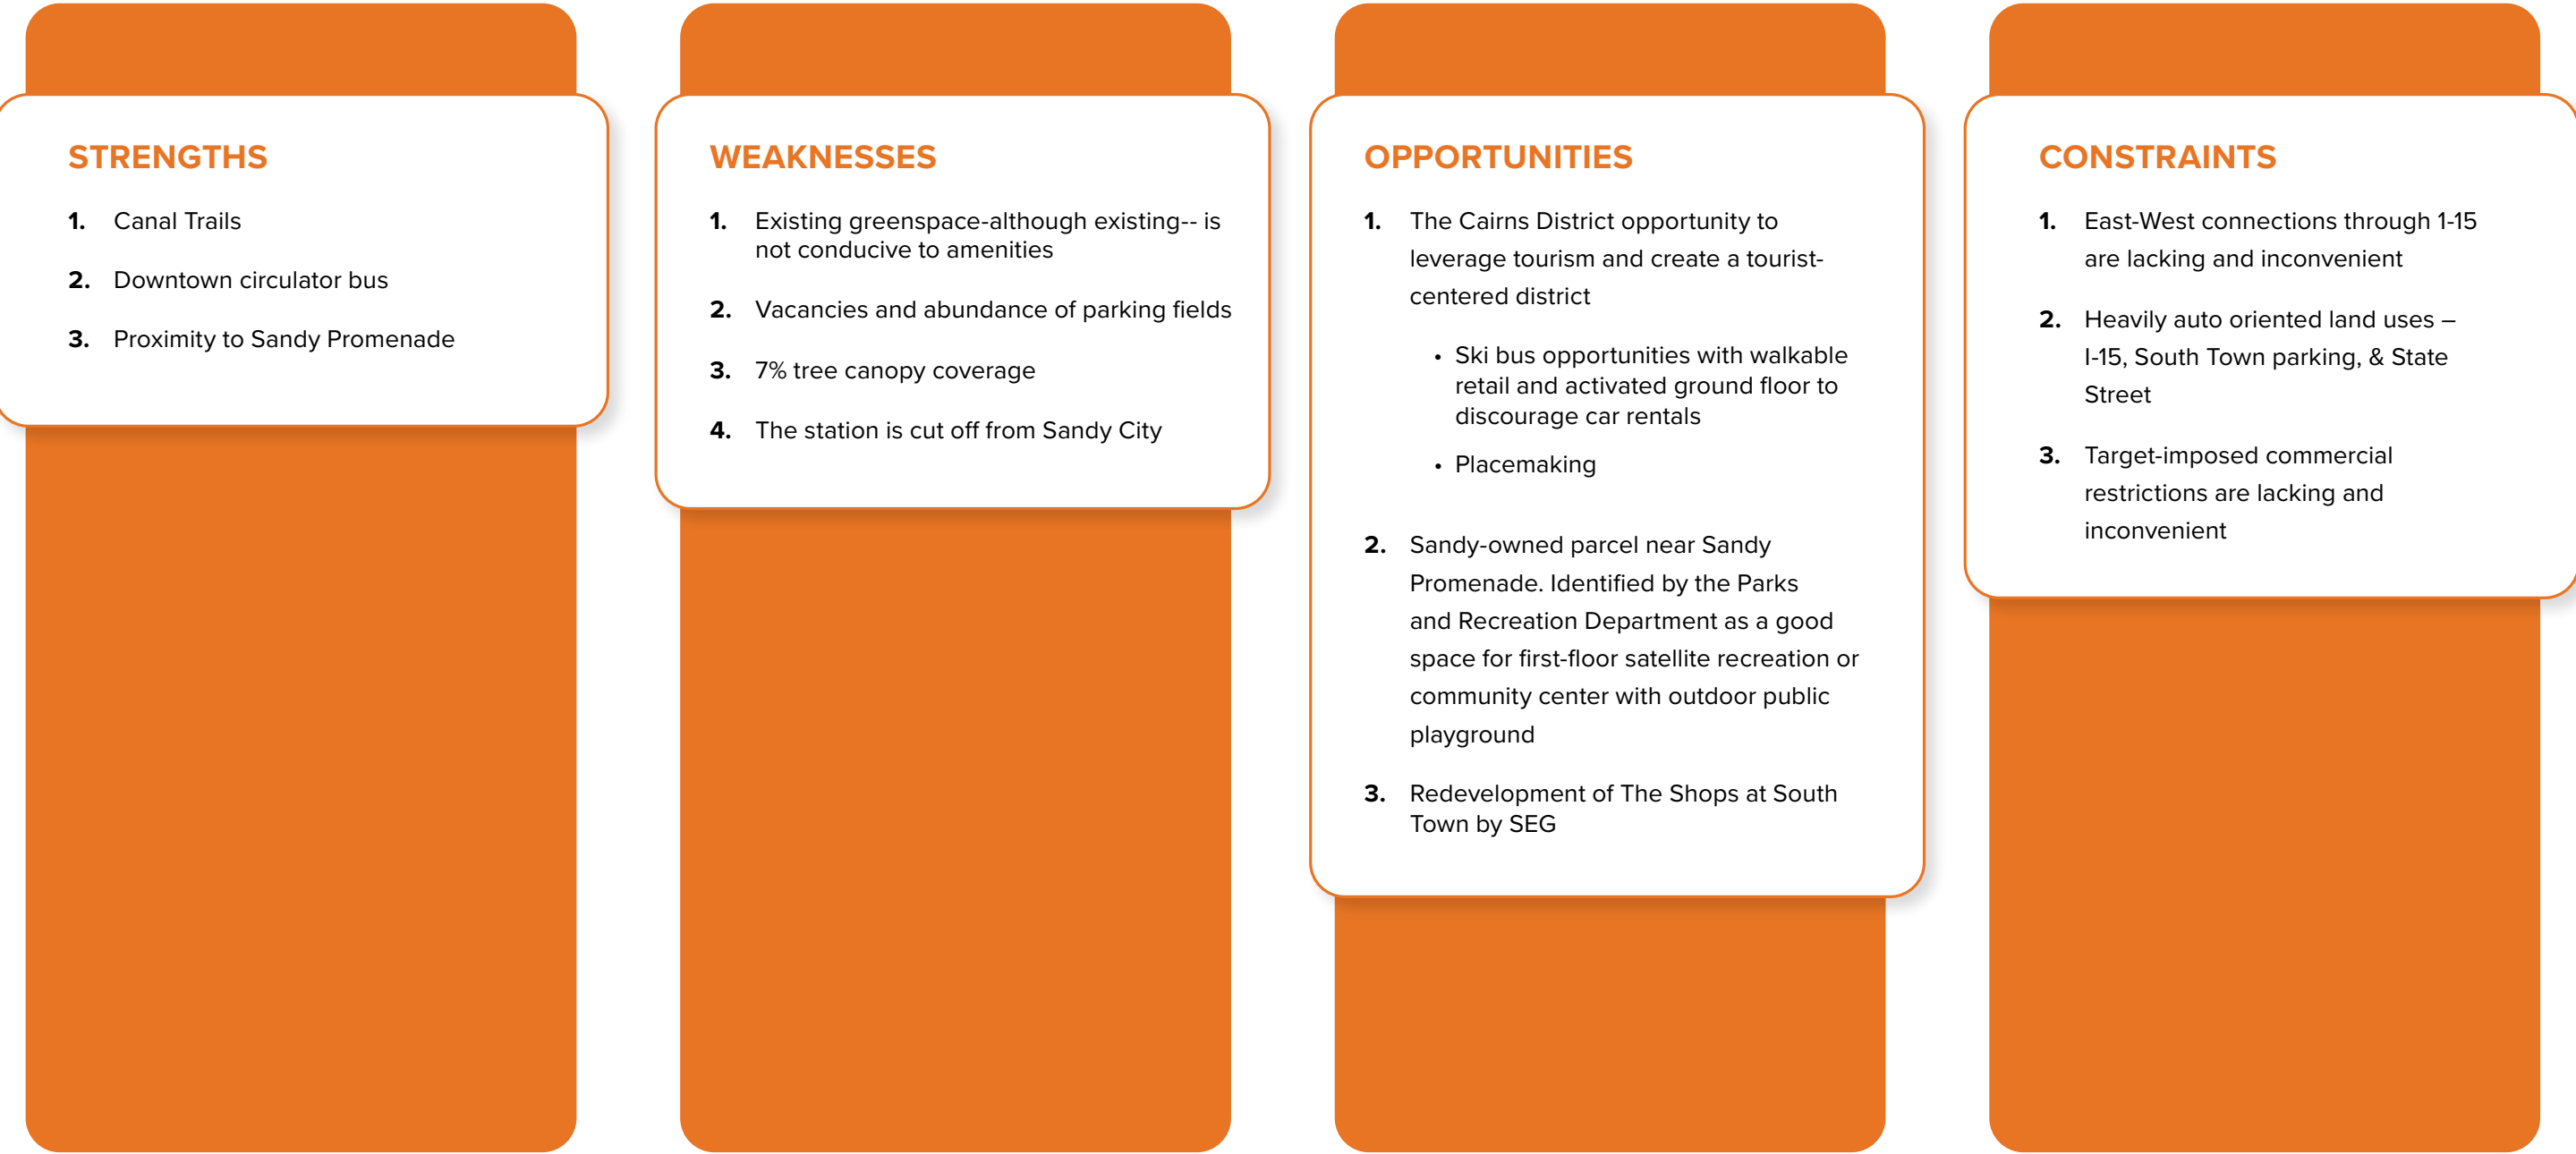 STRENGTHS
1. Canal Trails
2. Downtown circulator bus
3. Proximity to Sandy Promenade
WEAKNESSES
1. Existing greenspace-although existing-- is
not conducive to amenities
2. Vacancies and abundance of parking fields
3. 7% tree canopy coverage
4. The station is cut off from Sandy City
OPPORTUNITIES
1. The Cairns District opportunity to
leverage tourism and create a tourist-
centered district
• Ski bus opportunities with walkable
retail and activated ground floor to
discourage car rentals
• Placemaking
2. Sandy-owned parcel near Sandy
Promenade. Identified by the Parks
and Recreation Department as a good
space for first-floor satellite recreation or
community center with outdoor public
playground
3. Redevelopment of The Shops at South
Town by SEG
CONSTRAINTS
1. East-West connections through 1-15
are lacking and inconvenient
2. Heavily auto oriented land uses –
I-15, South Town parking, & State
Street
3. Target-imposed commercial
restrictions are lacking and
inconvenient